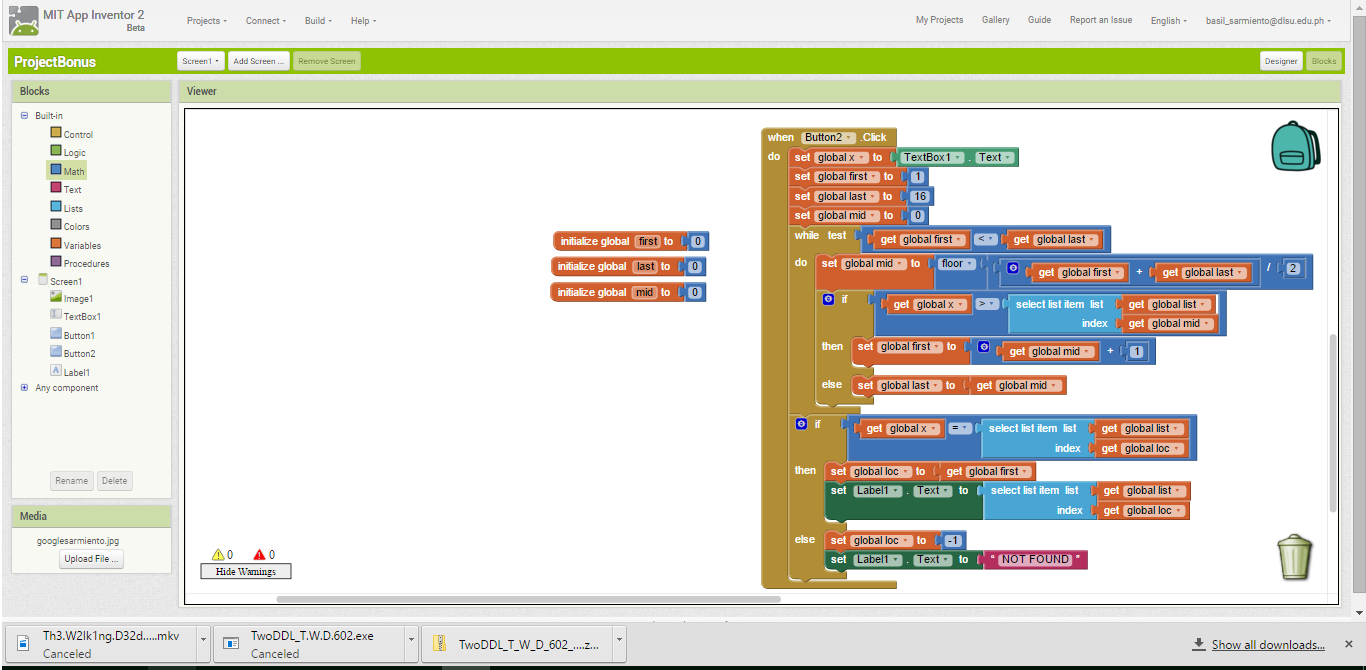 MIT App Inventor 2
Beta
Projects Connect Build Help
My Projects Gallery Guide Report an Issue English basil_sarmiento@dlsu.edu.ph
ProjectBonus
Screen1 Add Screen ... Remove Screen
Designer Blocks
Blocks
Built-in
Control
Logic
Math
Text
Lists
Colors
Variables
Procedures
Screen1
Image1
TextBox1
Button1
Button2
Label1
Any component
Rename Delete
Media
googlesarmiento.jpg
Upload File ...
Viewer
initialize global first to 0
initialize global last to 0
initialize global mid to 0
when Button2 .Click
do set global x to TextBox1 . Text
set global first to 1
set global last to 16
set global mid to 0
while test get global first < get global last
do set global mid to floor get global first + get global last / 2
if get global x > select list item list get global list
index get global mid
then set global first to get global mid + 1
else set global last to get global mid
if get global x = select list item list get global list
index get global loc
then set global loc to get global first
set Label1 . Text to select list item list get global list
index get global loc
else set global loc to -1
set Label1 . Text to " NOT FOUND "
0 0
Hide Warnings
Th3.W2lk1ng.D32d.....mkv
Canceled
TwoDDL_T.W.D.602.exe
Canceled
TwoDDL_T_W_D_602_....z...
Show all downloads...